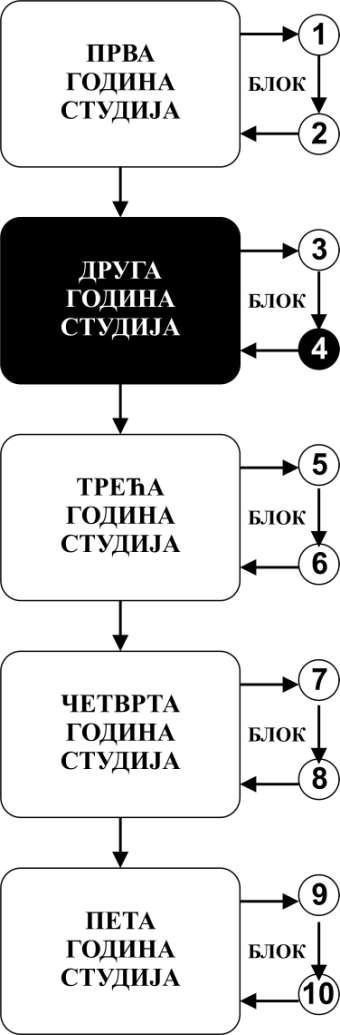 ПРВА
ГОДИНА
СТУДИЈА
1
БЛОК
2
ДРУГА
ГОДИНА
СТУДИЈА
3
БЛОК
4
ТРЕЋА
ГОДИНА
СТУДИЈА
5
БЛОК
6
ЧЕТВРТА
ГОДИНА
СТУДИЈА
7
БЛОК
8
ПЕТА
ГОДИНА
СТУДИЈА
9
БЛОК
10